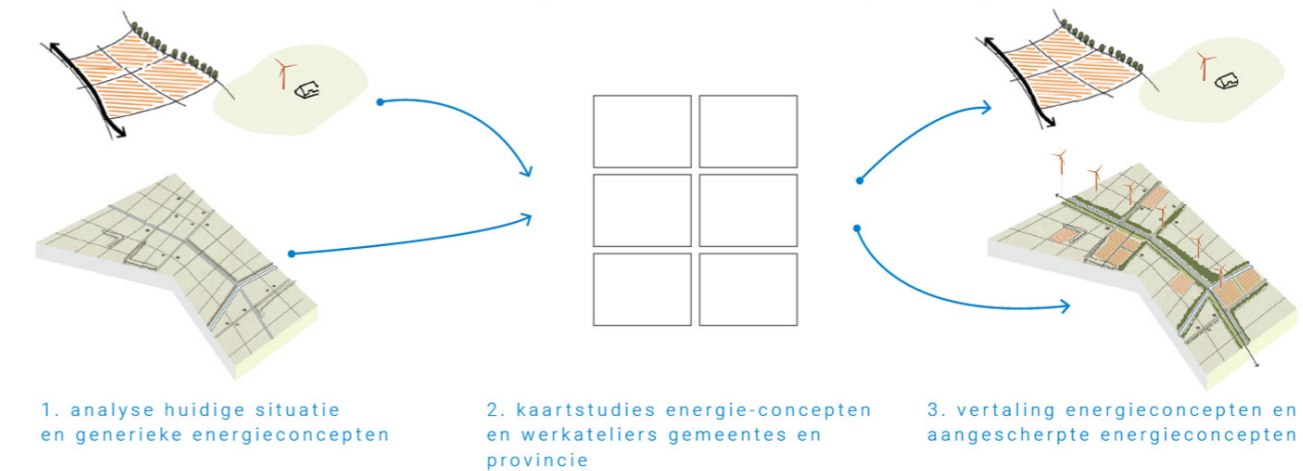 1. analyse huidige situatie
en generieke energieconcepten
2. kaartstudies energie-concepten
en werkateliers gemeentes en
provincie
3. vertaling energieconcepten en
aangescherpte energieconcepten